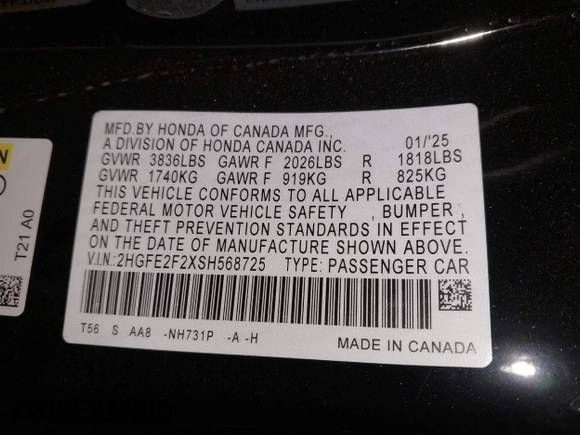 MFD.BY HONDA OF CANADA MFG.,
A DIVISION OF HONDA CANADA INC. 01/'25
GVWR 3836LBS GAWR F 2026LBS R 1818LBS
GVWR 1740KG GAWR F 919KG R 825KG
THIS VEHICLE CONFORMS TO ALL APPLICABLE
FEDERAL MOTOR VEHICLE SAFETY , BUMPER ,
AND THEFT PREVENTION STANDARDS IN EFFECT
ON THE DATE OF MANUFACTURE SHOWN ABOVE.
V.I.N.:2HGFE2F2XSH568725 TYPE: PASSENGER CAR
T56 S AA8 -NH731P -A -H
MADE IN CANADA
N
T21 A0